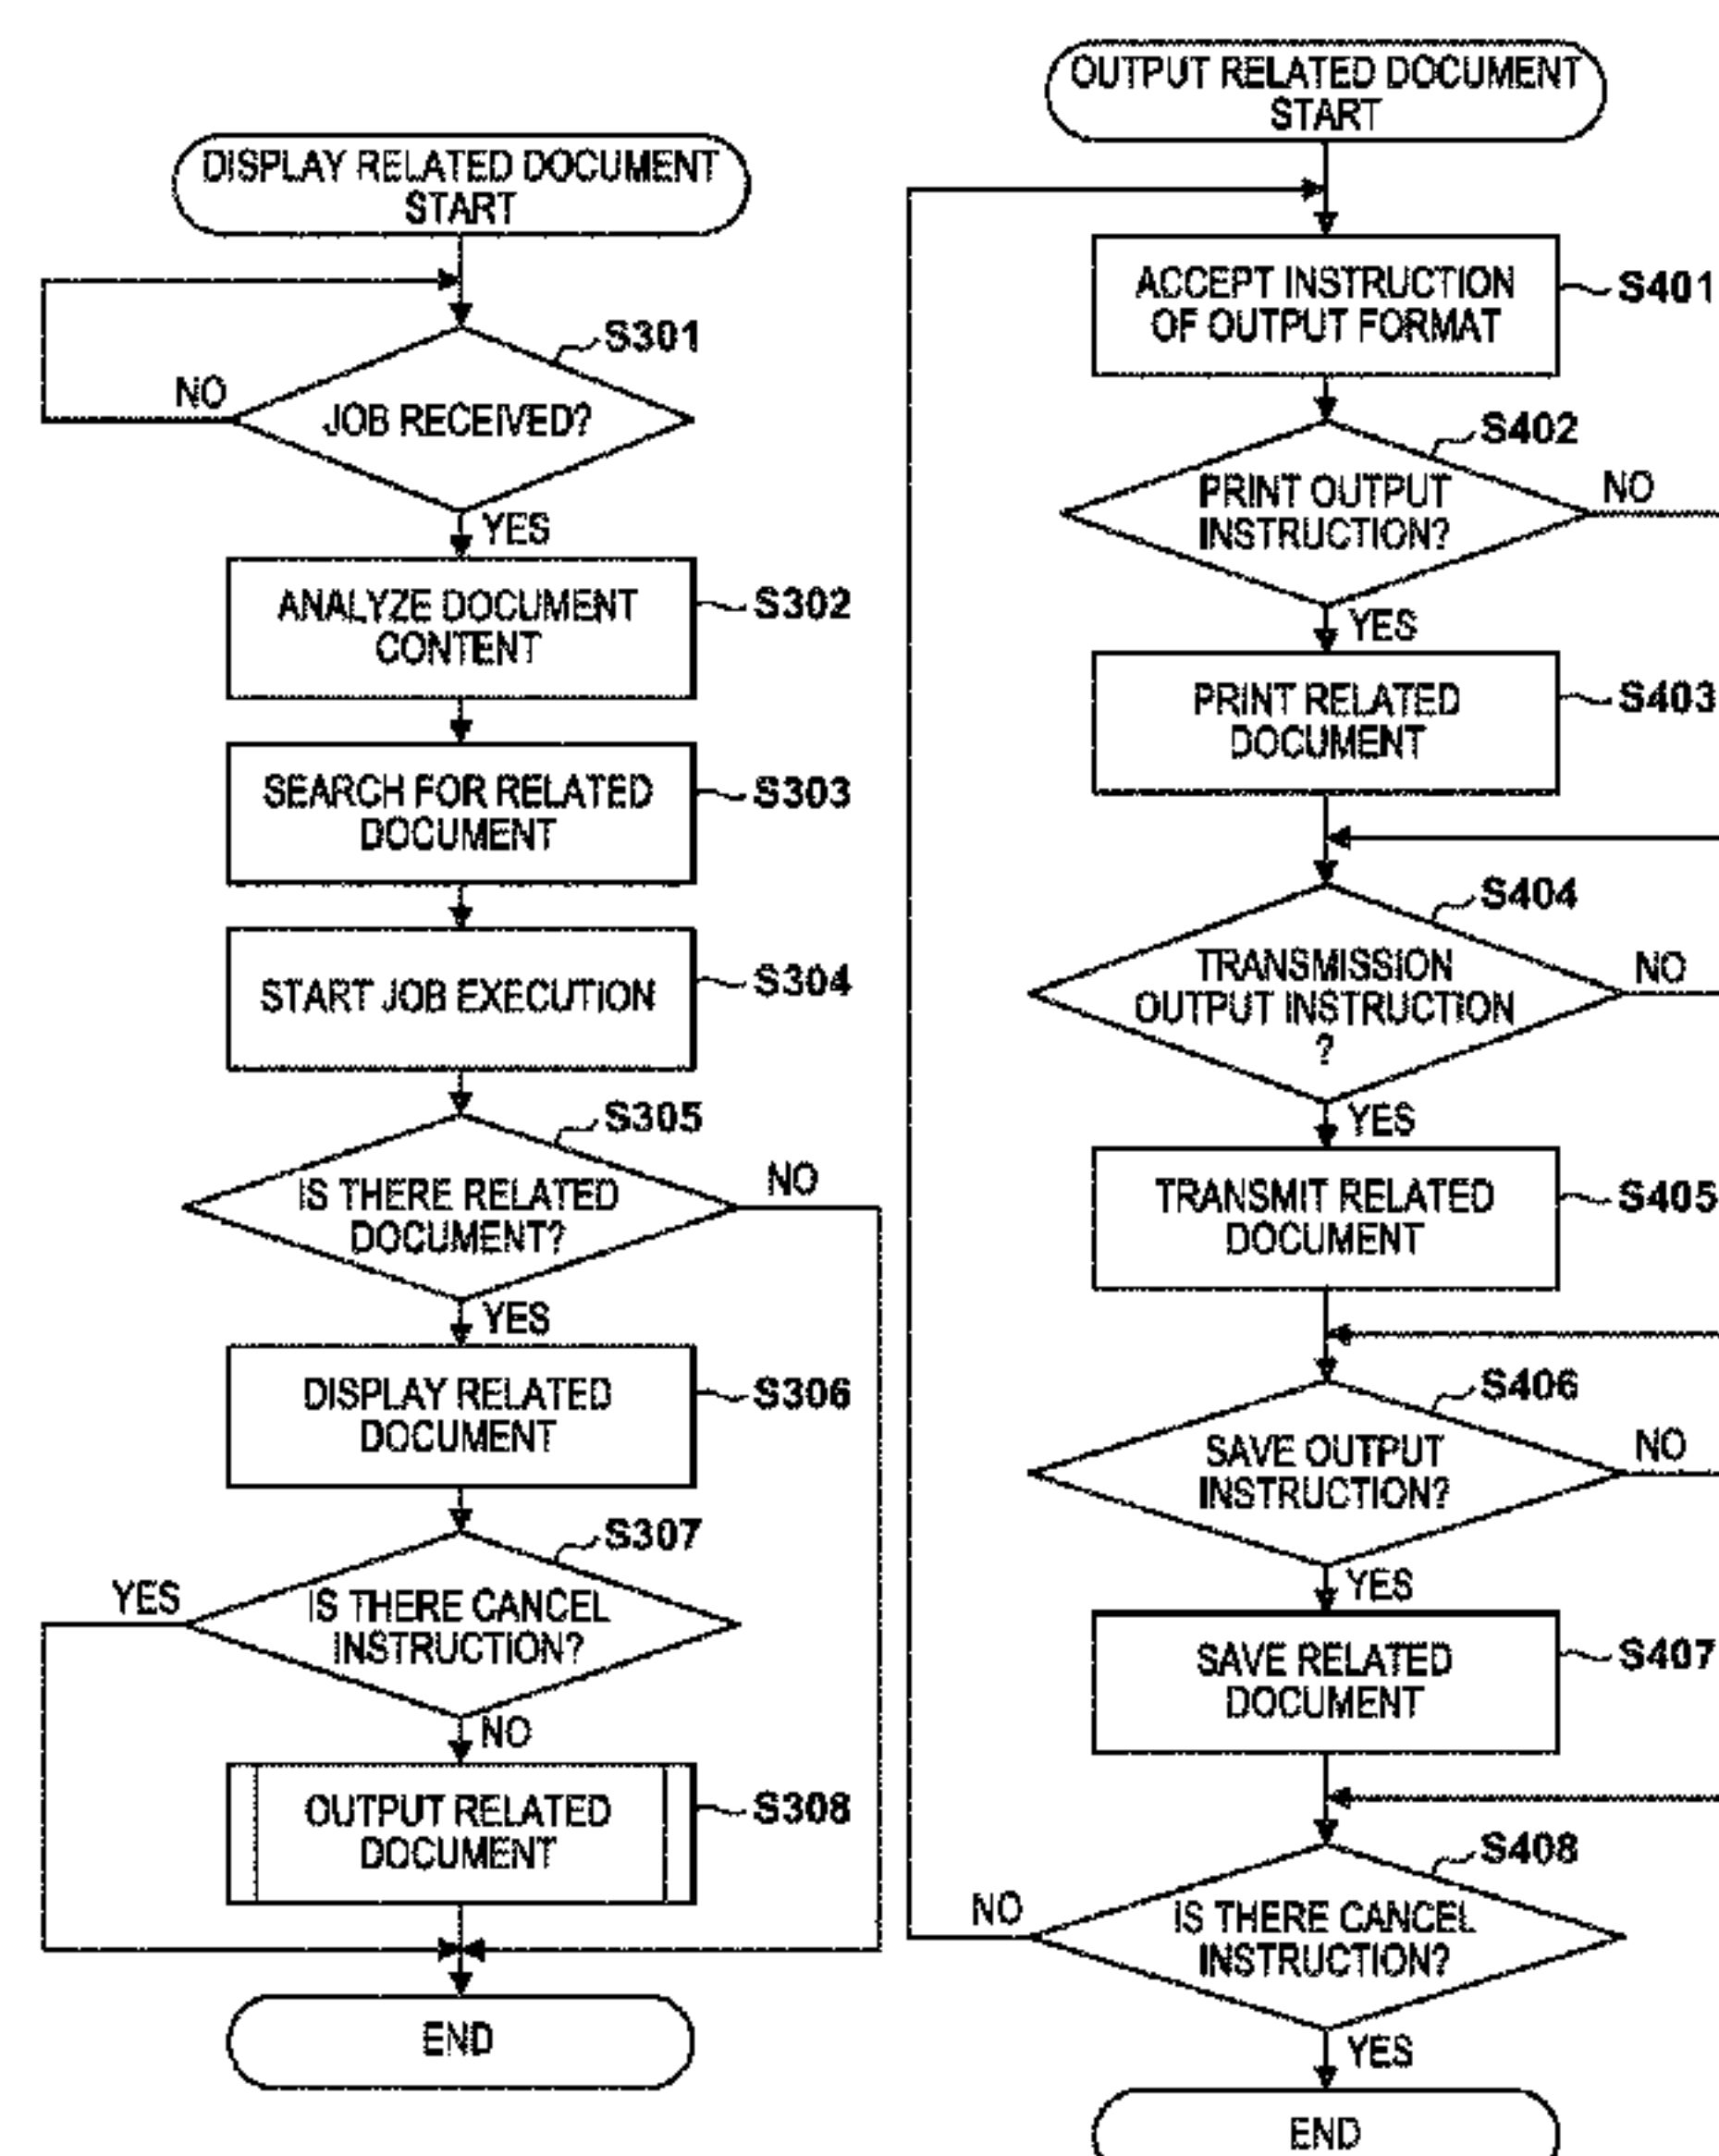 DISPLAY RELATED DOCUMENT
START
S301
NO
JOB RECEIVED?
YES
ANALYZE DOCUMENT
CONTENT
S302
SEARCH FOR RELATED
DOCUMENT
S303
START JOB EXECUTION
S304
S305
IS THERE RELATED
DOCUMENT?
NO
YES
DISPLAY RELATED
DOCUMENT
S306
S307
YES
IS THERE CANCEL
INSTRUCTION?
NO
OUTPUT RELATED
DOCUMENT
S308
END
OUTPUT RELATED DOCUMENT
START
ACCEPT INSTRUCTION
OF OUTPUT FORMAT
S401
S402
PRINT OUTPUT
INSTRUCTION?
NO
YES
PRINT RELATED
DOCUMENT
S403
S404
TRANSMISSION
OUTPUT INSTRUCTION
?
NO
YES
TRANSMIT RELATED
DOCUMENT
S405
S406
SAVE OUTPUT
INSTRUCTION?
NO
YES
SAVE RELATED
DOCUMENT
S407
S408
NO
IS THERE CANCEL
INSTRUCTION?
YES
END